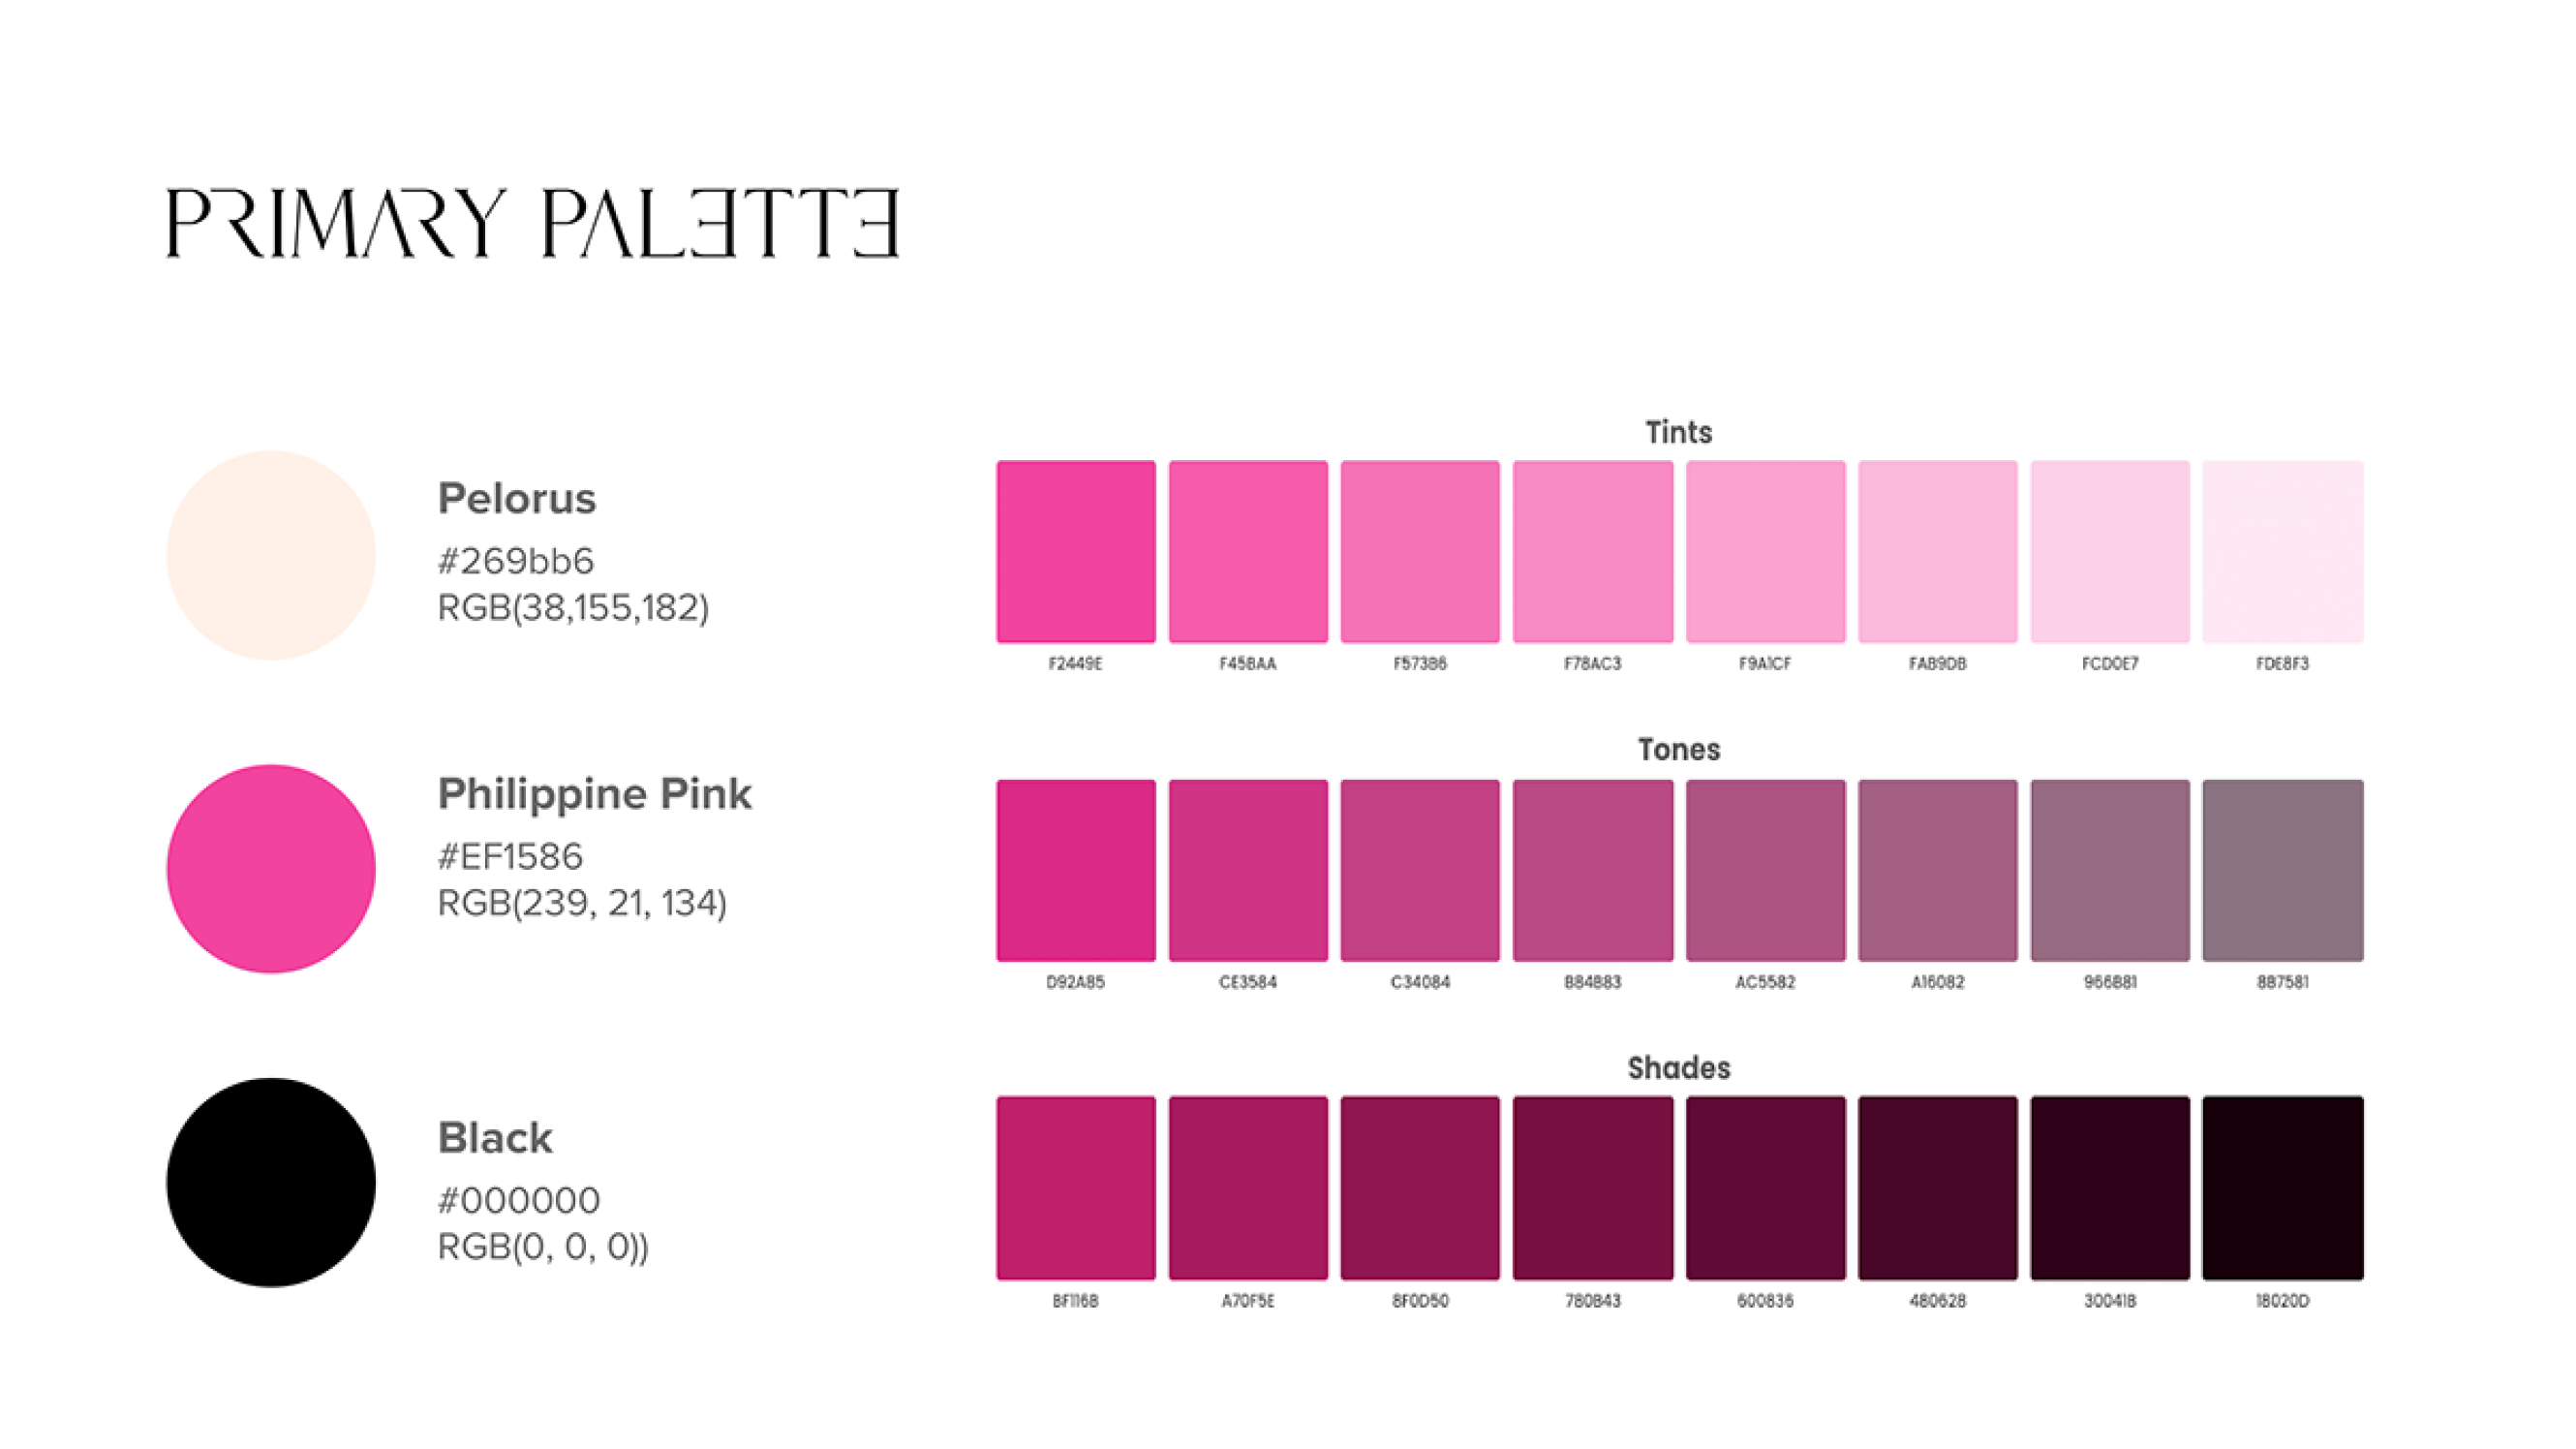 PRIMARY PALETTE
Pelorus
#269bb6
RGB(38,155,182)
Philippine Pink
#EF1586
RGB(239, 21, 134)
Black
#000000
RGB(0, 0, 0))
Tints
F2449E F45BAA F573B6 F78AC3 F9A1CF FAB9DB FCD0E7 FDE8F3
Tones
D92A85 CE3584 C34084 B84B83 AC5582 A16082 966B81 8B7581
Shades
BF116B A70F5E 8F0D50 780B43 600836 480628 30041B 18020D